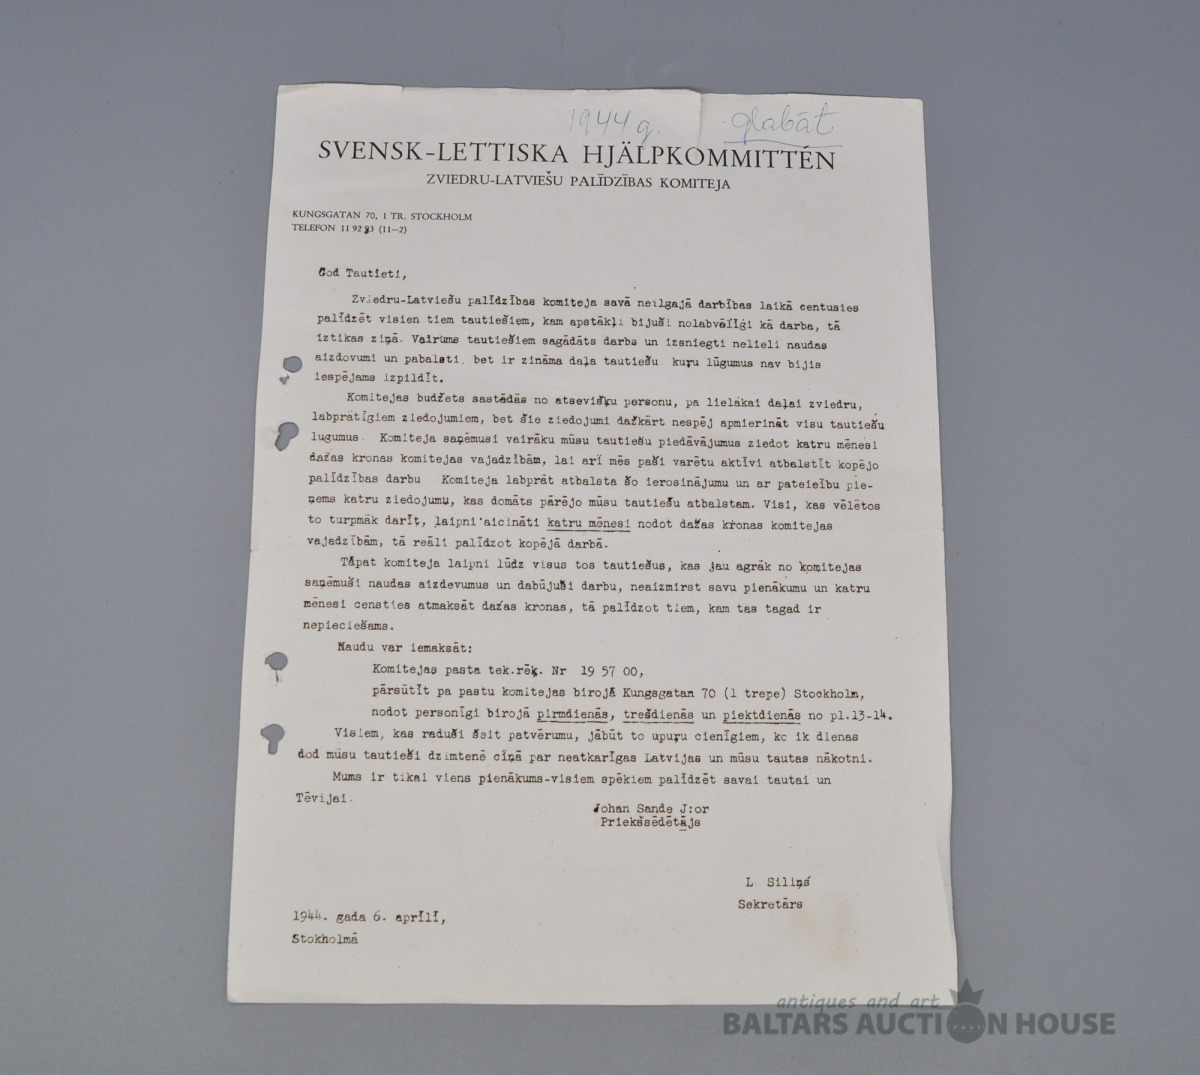 1944 g. glabāt
SVENSK-LETTISKA HJÄLPKOMMITTÉN
ZVIEDRU-LATVIEŠU PALĪDZĪBAS KOMITEJA
KUNGSGATAN 70, 1 TR. STOCKHOLM
TELEFON 11 92 83 (11—2)
God Tautieti,
Zviedru-Latviešu palīdzības komiteja savā neilgajā darbības laikā centusies
palīdzēt visien tiem tautiešiem, kam apstākļi bijuši nolabvēlīgi kā darba, tā
iztikas ziņā. Vairums tautiešiem sagādāts darbs un izsniegti nelieli naudas
aizdovumi un pabalsti, bet ir zināma daļa tautiešu kuŗu lūgumus nav bijis
iespējams izpildīt.
Komitejas budžets sastādās no atsevišķu personu, pa lielākai daļai zviedru,
labprātīgiem ziedojumiem, bet šie ziedojumi dažkārt nespēj apmierināt visu tautiešu
lugumus. Komiteja saņēmusi vairāku mūsu tautiešu piedāvājumus ziedot katru mēnesi
dažas kronas komitejas vajadzībām, lai arī mēs paši varētu aktīvi atbalstīt kopējo
palīdzības darbu Komiteja labprāt atbalsta šo ierosinājumu un ar pateieību pie-
ņems katru ziedojumu, kas domāts pārējo mūsu tautiešu atbalstam. Visi, kas vēlētos
to turpmāk darīt, laipni aicināti katru mēnesi nodot dažas kronas komitejas
vajadzībām, tā reāli palīdzot kopējā darbā.
Tāpat komiteja laipni lūdz visus tos tautiešus, kas jau agrāk no komitejas
saņēmuši naudas aizdevumus un dabūjuši darbu, neaizmirst savu pienākumu un katru
mēnesi censties atmaksāt dažas kronas, tā palīdzot tiem, kam tas tagad ir
nepieciešams.
Naudu var iemaksāt:
Komitejas pasta tek.rēķ. Nr 19 57 00,
pārsūtīt pa pastu komitejas birojā Kungsgatan 70 (1 trepe) Stockholm,
nodot personīgi birojā pirmdienās, trešdienās un piektdienās no pl.13-14.
Visiem, kas raduši šeit patvērumu, jābūt to upuŗu cienīgiem, kc ik dienas
dod mūsu tautieši dzimtenē cīņā par neatkarīgas Latvijas un mūsu tautas nākotni.
Mums ir tikai viens pienākums-visiem spēkiem palīdzēt savai tautai un
Tēvijai.
Johan Sande J:or
Priekšsēdētājs
L Siliņš
Sekretārs
1944. gada 6. aprīlī,
Stokholmā
antiques and art
BALTARS AUCTION HOUSE